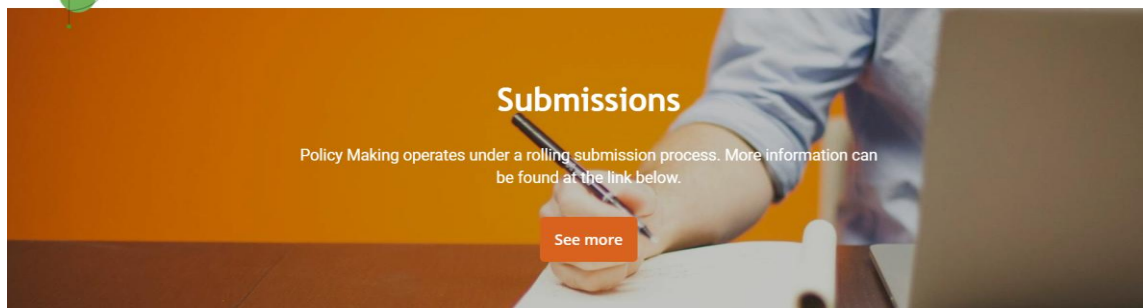 Submissions
Policy Making operates under a rolling submission process. More information can
be found at the link below.
See more